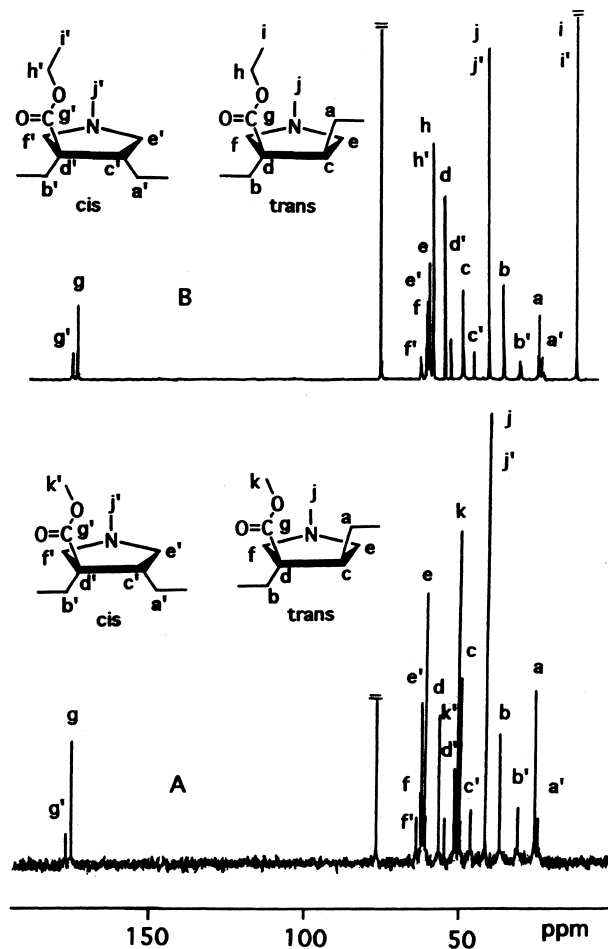 i'
h'
j'
O
O=
g'
N
f'
e'
d'
c'
b'
a'
cis
i
h
j
O
a
O=
g
N
f
e
d
c
b
trans
j
j'
i
i'
h
h'
d
e
d'
e'
c
b
f
a
g
B
g'
f'
c'
b'
a'
k'
j'
O
O=
g'
N
f'
e'
d'
c'
b'
a'
cis
k
j
O
a
O=
g
N
f
e
d
c
b
trans
j
j'
k
e
c
e'
d
a
k'
b
g
d'
A
f
c'
b'
a'
g'
f'
150
100
50
ppm